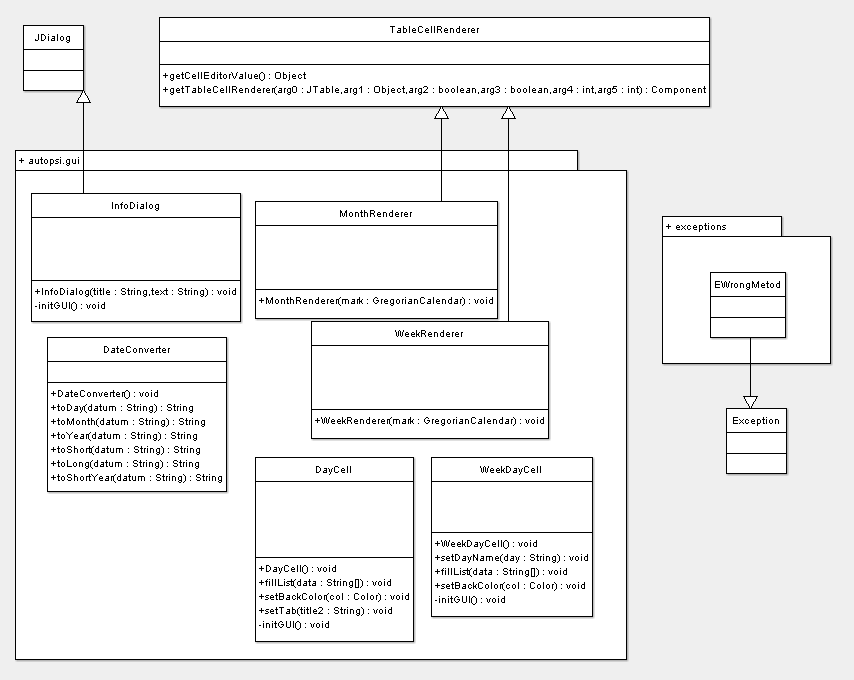 JDialog
TableCellRenderer
+getCellEditorValue() : Object
+getTableCellRenderer(arg0 : JTable,arg1 : Object,arg2 : boolean,arg3 : boolean,arg4 : int,arg5 : int) : Component
+ autopsi.gui
InfoDialog
+InfoDialog(title : String,text : String) : void
-initGUI() : void
MonthRenderer
+MonthRenderer(mark : GregorianCalendar) : void
+ exceptions
EWrongMetod
Exception
WeekRenderer
+WeekRenderer(mark : GregorianCalendar) : void
DateConverter
+DateConverter() : void
+toDay(datum : String) : String
+toMonth(datum : String) : String
+toYear(datum : String) : String
+toShort(datum : String) : String
+toLong(datum : String) : String
+toShortYear(datum : String) : String
DayCell
+DayCell() : void
+fillList(data : String[]) : void
+setBackColor(col : Color) : void
+setTab(title2 : String) : void
-initGUI() : void
WeekDayCell
+WeekDayCell() : void
+setDayName(day : String) : void
+fillList(data : String[]) : void
+setBackColor(col : Color) : void
-initGUI() : void